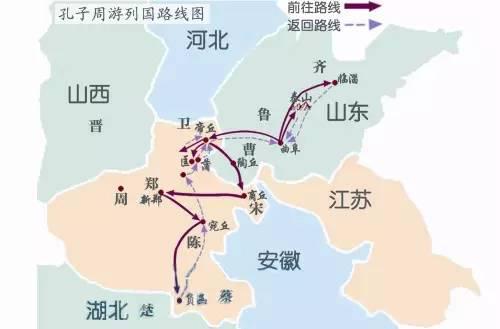 孔子周游列国路线图
前往路线
返回路线
河北
齐
临淄
山西
晋
泰山
山东
鲁
卫
帝丘
曲阜
曹
匡
蒲
陶丘
周
郑
新郑
商丘
宋
江苏
宛丘
陈
安徽
湖北
楚
负函
蔡